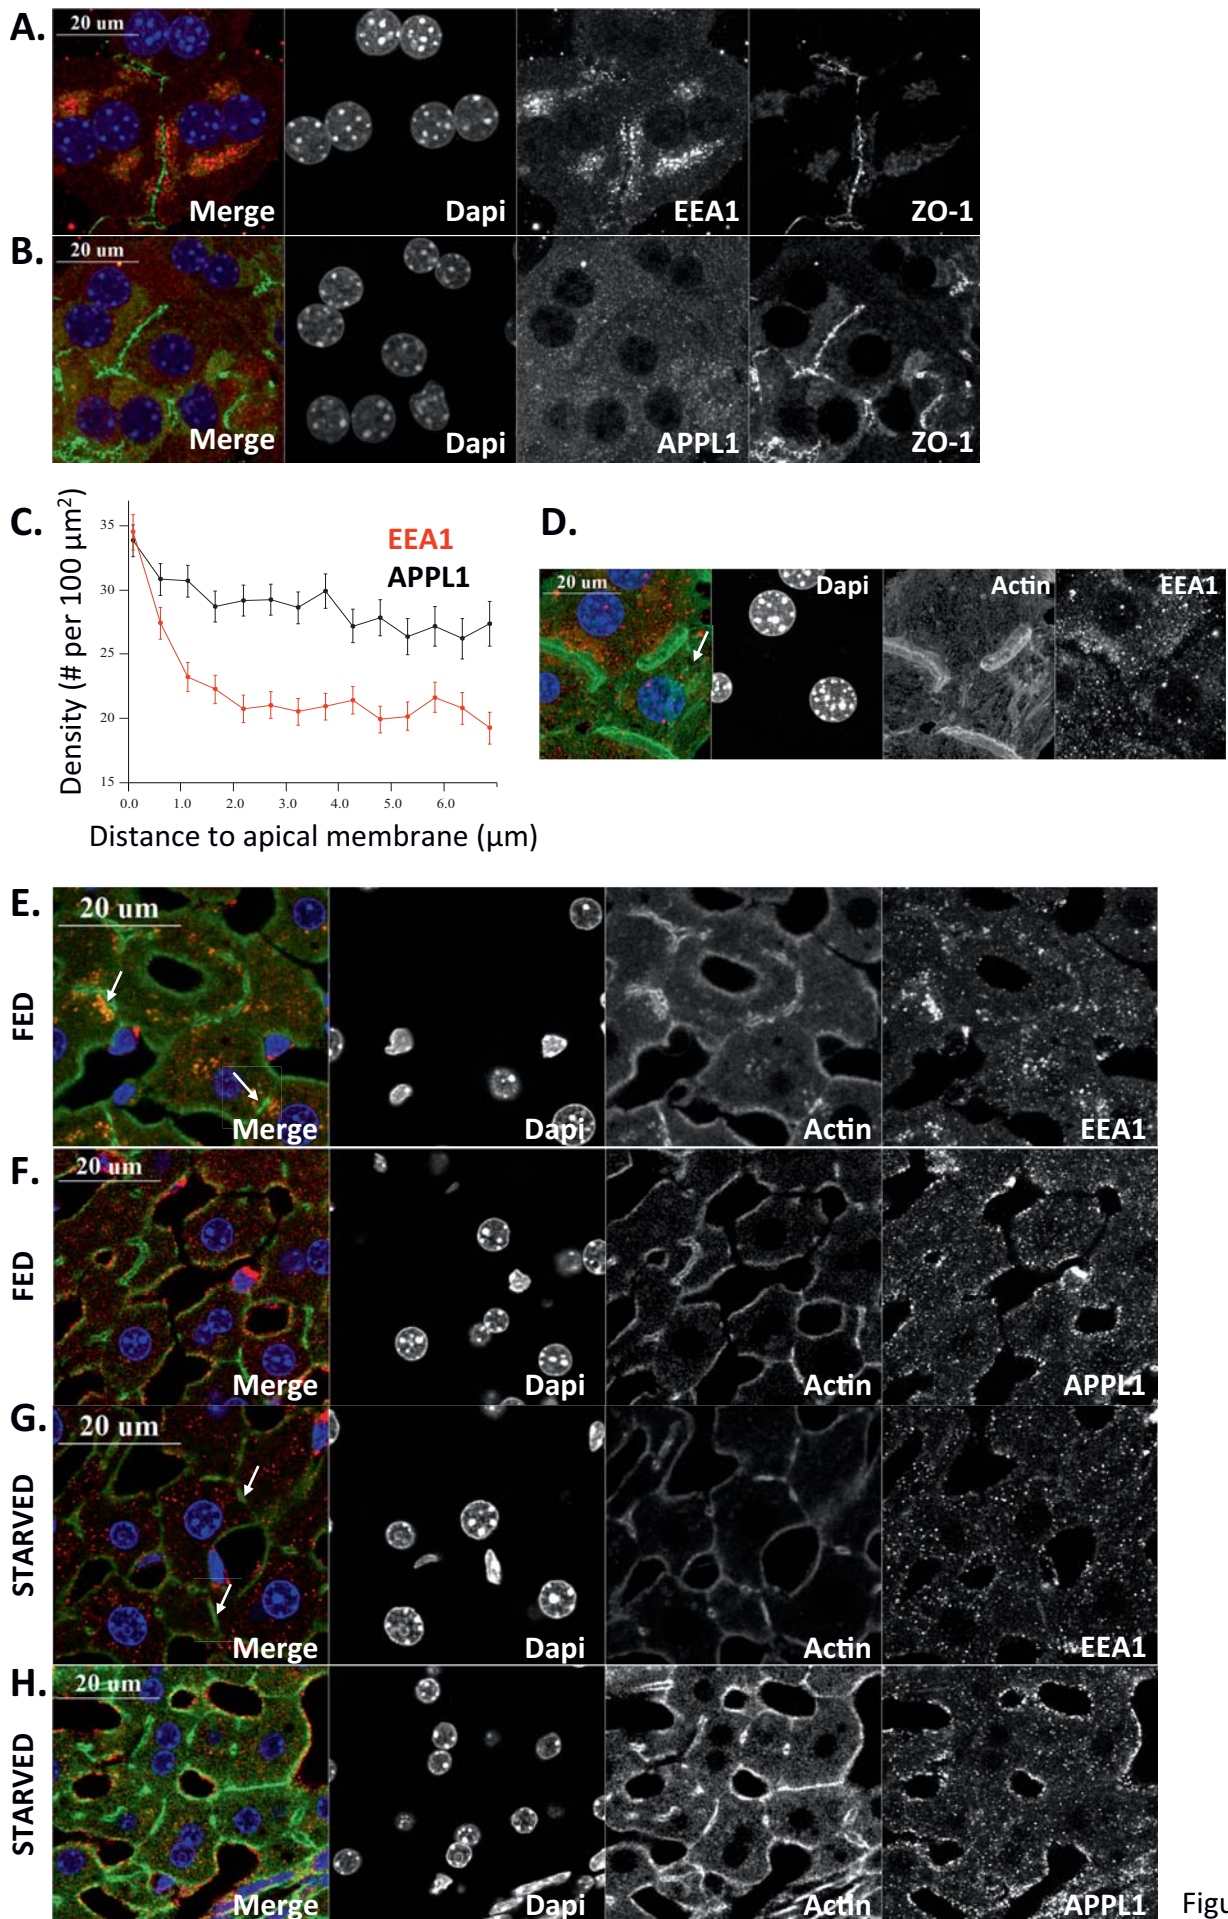 A.
20 um
Merge
Dapi
EEA1
ZO-1
B.
20 um
Merge
Dapi
APPL1
ZO-1
C.
Density (# per 100 µm²)
35
30
25
20
15
EEA1
APPL1
0.0 1.0 2.0 3.0 4.0 5.0 6.0
Distance to apical membrane (µm)
D.
20 um
Dapi
Actin
EEA1
E.
FED
20 um
Merge
Dapi
Actin
EEA1
F.
FED
20 um
Merge
Dapi
Actin
APPL1
G.
STARVED
20 um
Merge
Dapi
Actin
EEA1
H.
STARVED
20 um
Merge
Dapi
Actin
APPL1
Figu